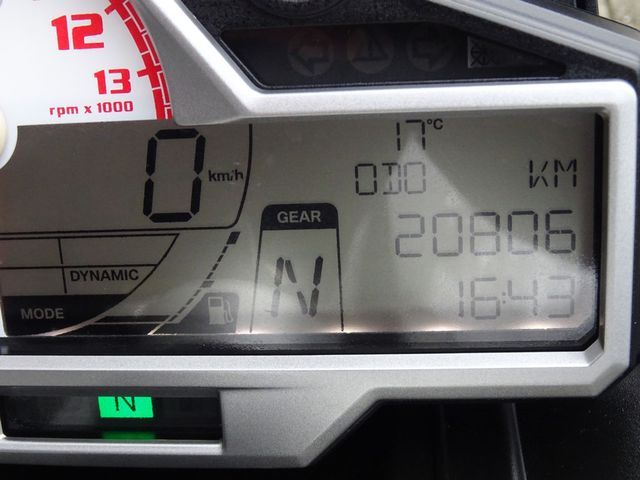 12
13
rpm x 1000
17 °C
0 km/h
ODO KM
GEAR
20806
DYNAMIC
N
16:43
MODE
N